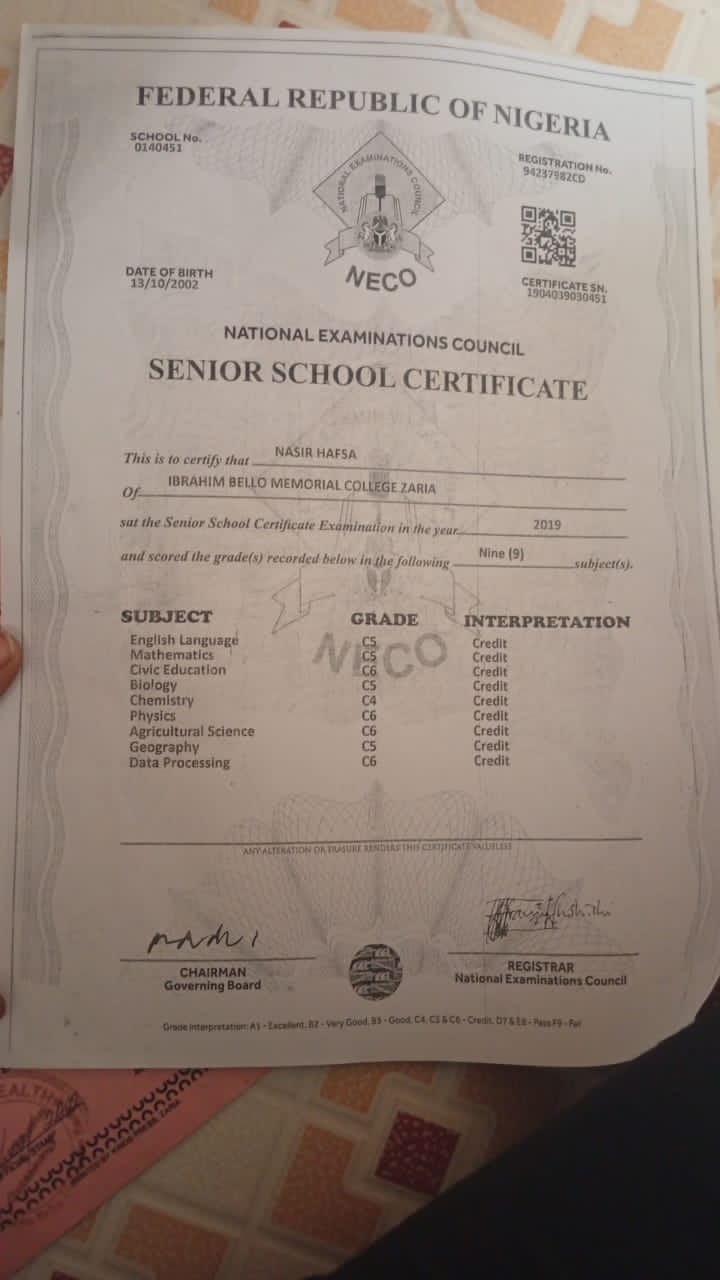 FEDERAL REPUBLIC OF NIGERIA
SCHOOL No.
0140451
REGISTRATION No.
94237982CD
NATIONAL EXAMINATIONS COUNCIL
NECO
DATE OF BIRTH
13/10/2002
CERTIFICATE SN.
1904039030451
NATIONAL EXAMINATIONS COUNCIL
SENIOR SCHOOL CERTIFICATE
This is to certify that NASIR HAFSA
Of IBRAHIM BELLO MEMORIAL COLLEGE ZARIA
sat the Senior School Certificate Examination in the year 2019
and scored the grade(s) recorded below in the following Nine (9) subject(s).
SUBJECT GRADE INTERPRETATION
English Language C5 Credit
Mathematics C5 Credit
Civic Education C6 Credit
Biology C5 Credit
Chemistry C4 Credit
Physics C6 Credit
Agricultural Science C6 Credit
Geography C5 Credit
Data Processing C6 Credit
NECO
ANY ALTERATION OR ERASURE RENDERS THIS CERTIFICATE VALUELESS
CHAIRMAN
Governing Board
REGISTRAR
National Examinations Council
Grade Interpretation: A1 - Excellent, B2 - Very Good, B3 - Good, C4, C5 & C6 - Credit, D7 & E8 - Pass F9 - Fail